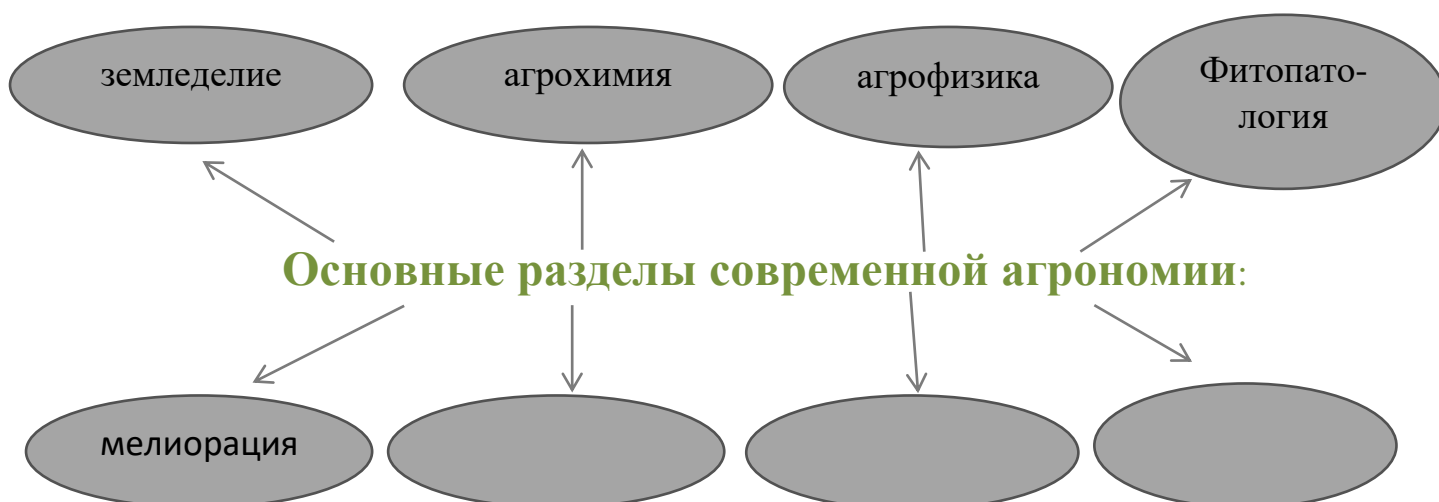 земледелие
агрохимия
агрофизика
Фитопато-
логия
Основные разделы современной агрономии:
мелиорация